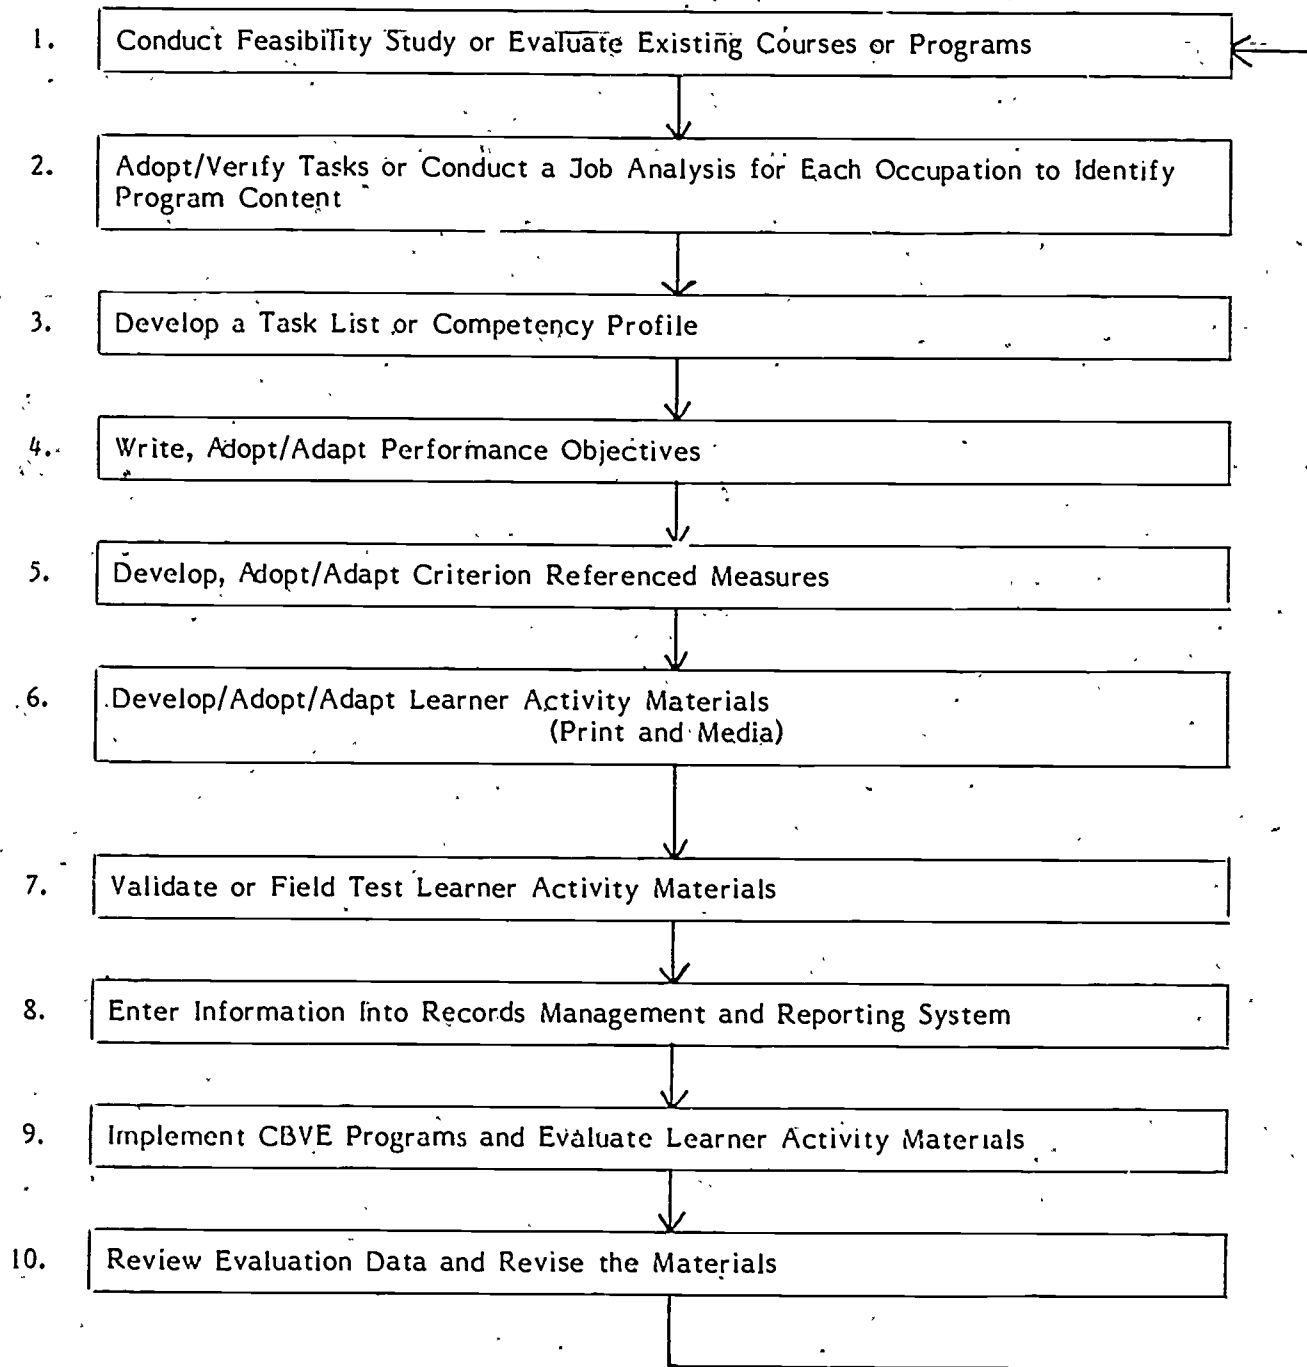 1. Conduct Feasibility Study or Evaluate Existing Courses or Programs
2. Adopt/Verify Tasks or Conduct a Job Analysis for Each Occupation to Identify
Program Content
3. Develop a Task List or Competency Profile
4. Write, Adopt/Adapt Performance Objectives
5. Develop, Adopt/Adapt Criterion Referenced Measures
6. Develop/Adopt/Adapt Learner Activity Materials
(Print and Media)
7. Validate or Field Test Learner Activity Materials
8. Enter Information Into Records Management and Reporting System
9. Implement CBVE Programs and Evaluate Learner Activity Materials
10. Review Evaluation Data and Revise the Materials